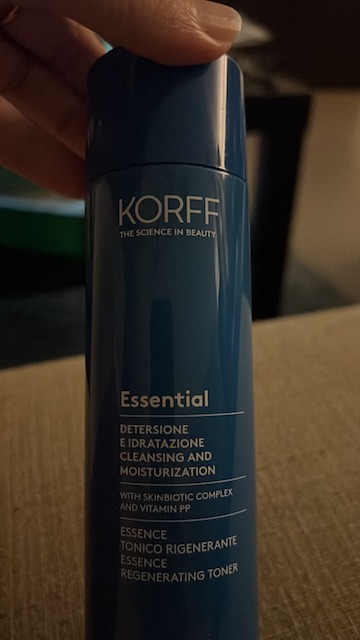 KORFF
THE SCIENCE IN BEAUTY
Essential
DETERSIONE
E IDRATAZIONE
CLEANSING AND
MOISTURIZATION
WITH SKINBIOTIC COMPLEX
AND VITAMIN PP
ESSENCE
TONICO RIGENERANTE
ESSENCE
REGENERATING TONER